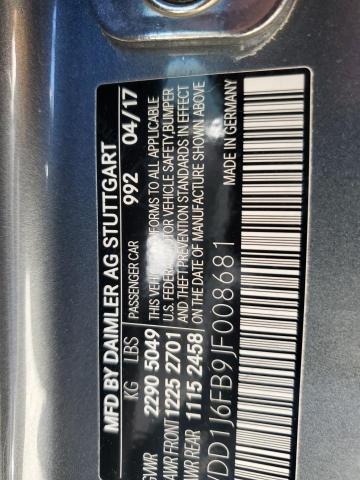 MFD BY DAIMLER AG STUTTGART
PASSENGER CAR 992 04/17
KG LBS
GVWR 2290 5049
GAWR FRONT 1225 2701
GAWR REAR 1115 2458
THIS VEHICLE CONFORMS TO ALL APPLICABLE
U.S. FEDERAL MOTOR VEHICLE SAFETY,BUMPER
AND THEFT PREVENTION STANDARDS IN EFFECT
ON THE DATE OF MANUFACTURE SHOWN ABOVE
MADE IN GERMANY
WDD1J6FB9JF008681